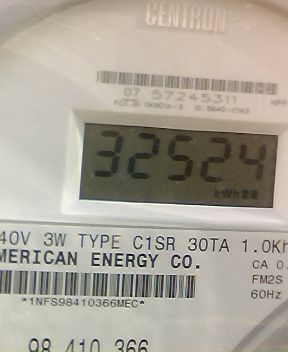 CENTRON®
07 57245311
32524
kWh
40V 3W TYPE C1SR 30TA 1.0Kh
MERICAN ENERGY CO.
CA 0.
*1NFS98410366MEC*
FM2S
60Hz
98 410 366